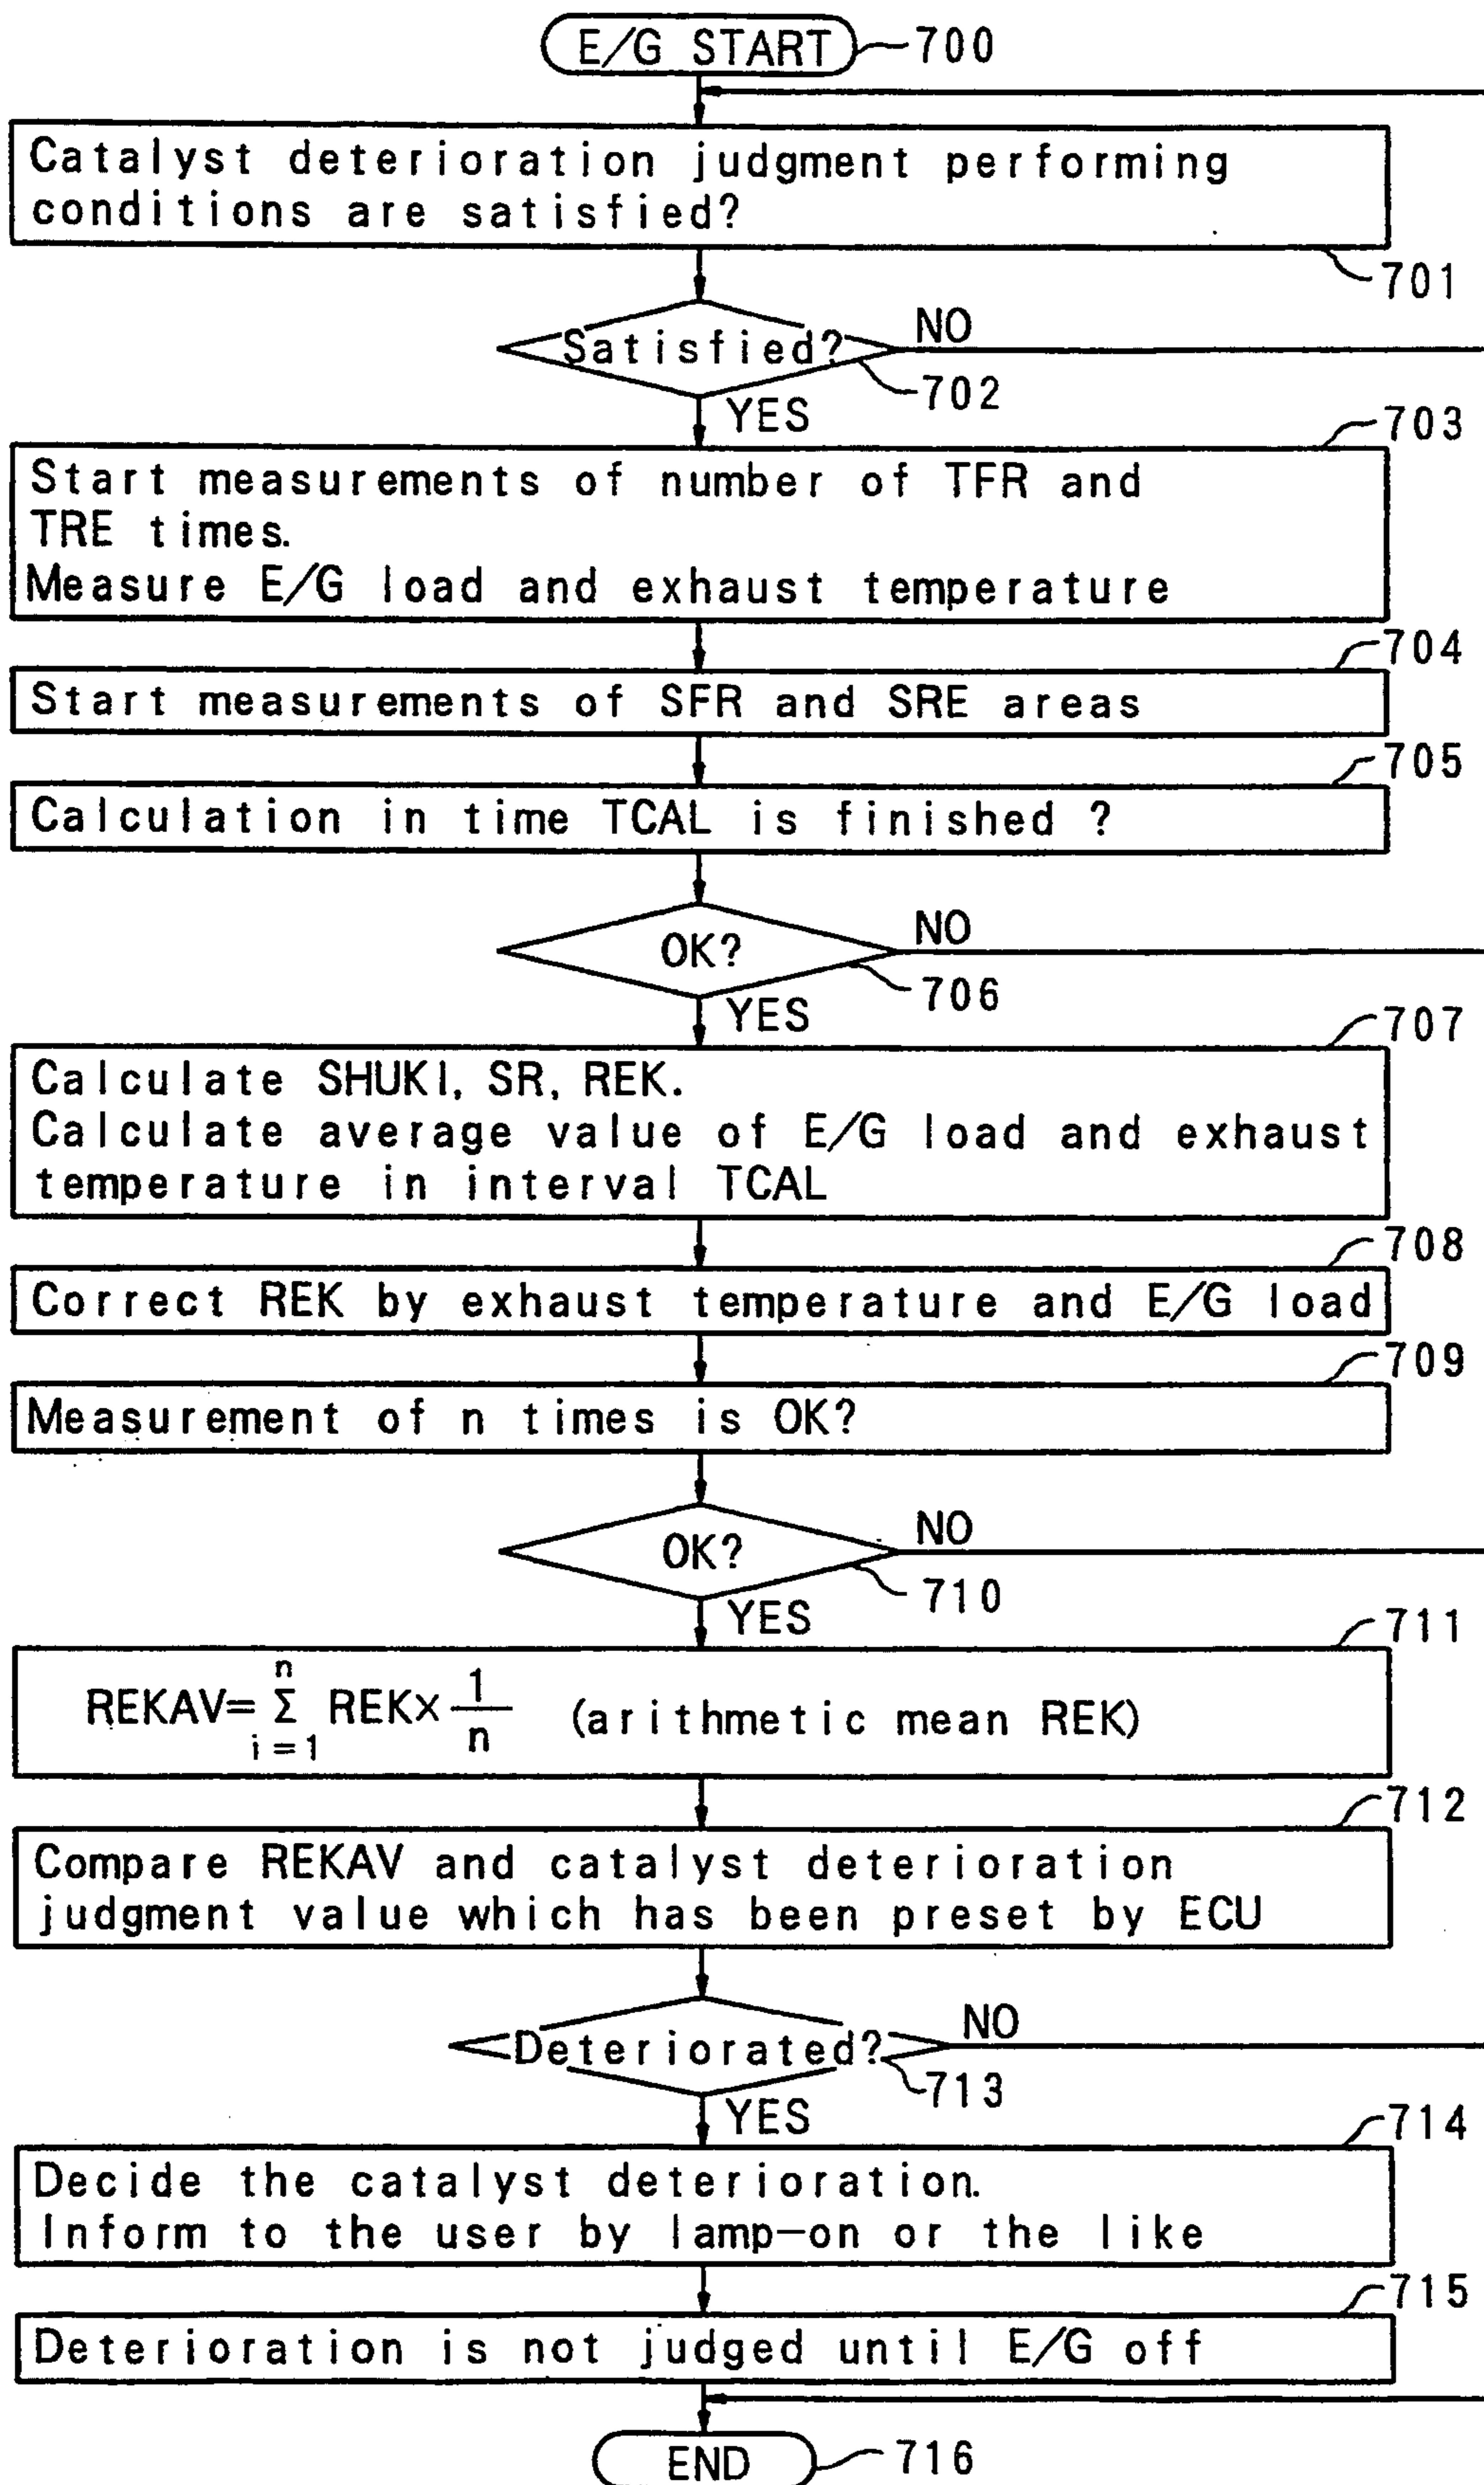 E/G START
700
Catalyst deterioration judgment performing
conditions are satisfied?
701
Satisfied?
NO
702
YES
703
Start measurements of number of TFR and
TRE times.
Measure E/G load and exhaust temperature
704
Start measurements of SFR and SRE areas
705
Calculation in time TCAL is finished ?
OK?
NO
706
YES
707
Calculate SHUKI, SR, REK.
Calculate average value of E/G load and exhaust
temperature in interval TCAL
708
Correct REK by exhaust temperature and E/G load
709
Measurement of n times is OK?
OK?
NO
710
YES
711
REKAV= n Σ i=1 REK× 1/n (arithmetic mean REK)
712
Compare REKAV and catalyst deterioration
judgment value which has been preset by ECU
Deteriorated?
NO
713
YES
714
Decide the catalyst deterioration.
Inform to the user by lamp-on or the like
715
Deterioration is not judged until E/G off
END
716